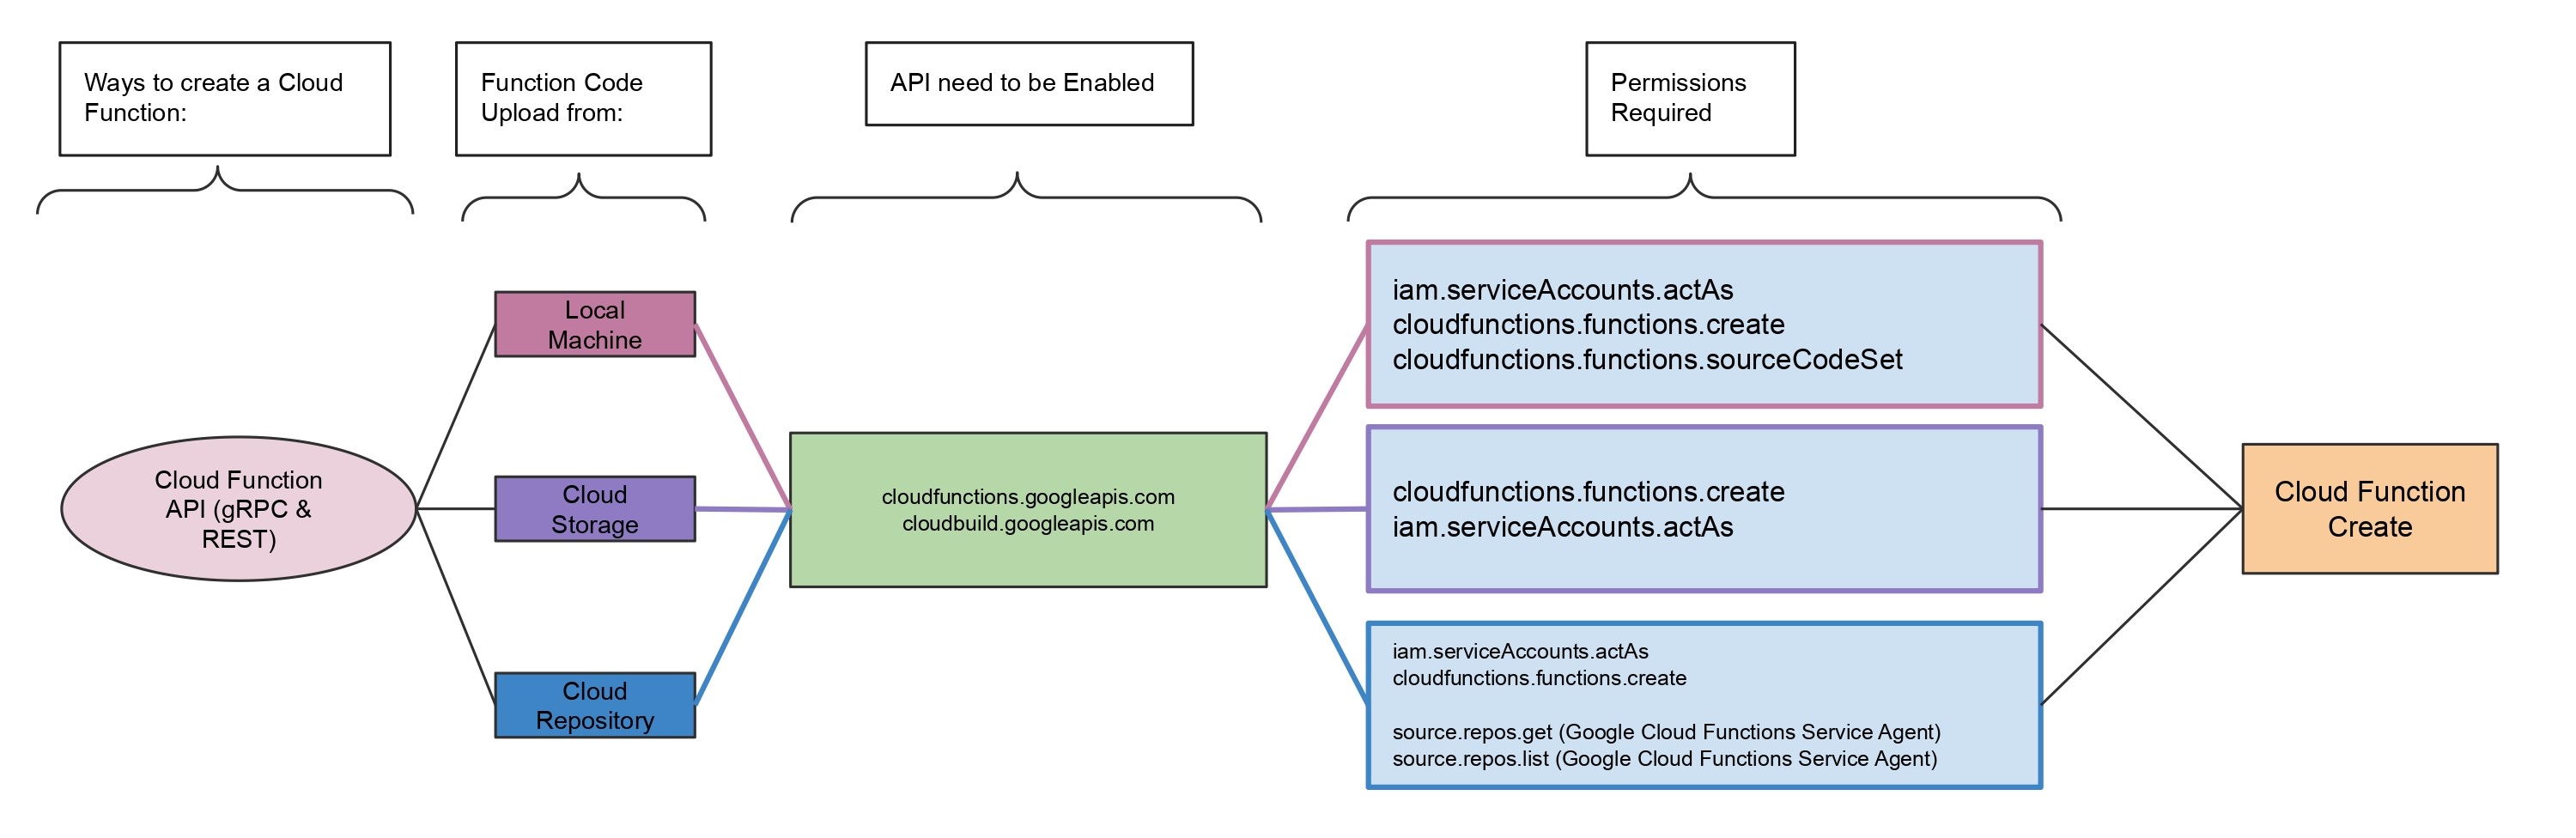 Ways to create a Cloud
Function:
Function Code
Upload from:
API need to be Enabled
Permissions
Required
Cloud Function
API (gRPC &
REST)
Local
Machine
Cloud
Storage
Cloud
Repository
cloudfunctions.googleapis.com
cloudbuild.googleapis.com
iam.serviceAccounts.actAs
cloudfunctions.functions.create
cloudfunctions.functions.sourceCodeSet
cloudfunctions.functions.create
iam.serviceAccounts.actAs
iam.serviceAccounts.actAs
cloudfunctions.functions.create
source.repos.get (Google Cloud Functions Service Agent)
source.repos.list (Google Cloud Functions Service Agent)
Cloud Function
Create